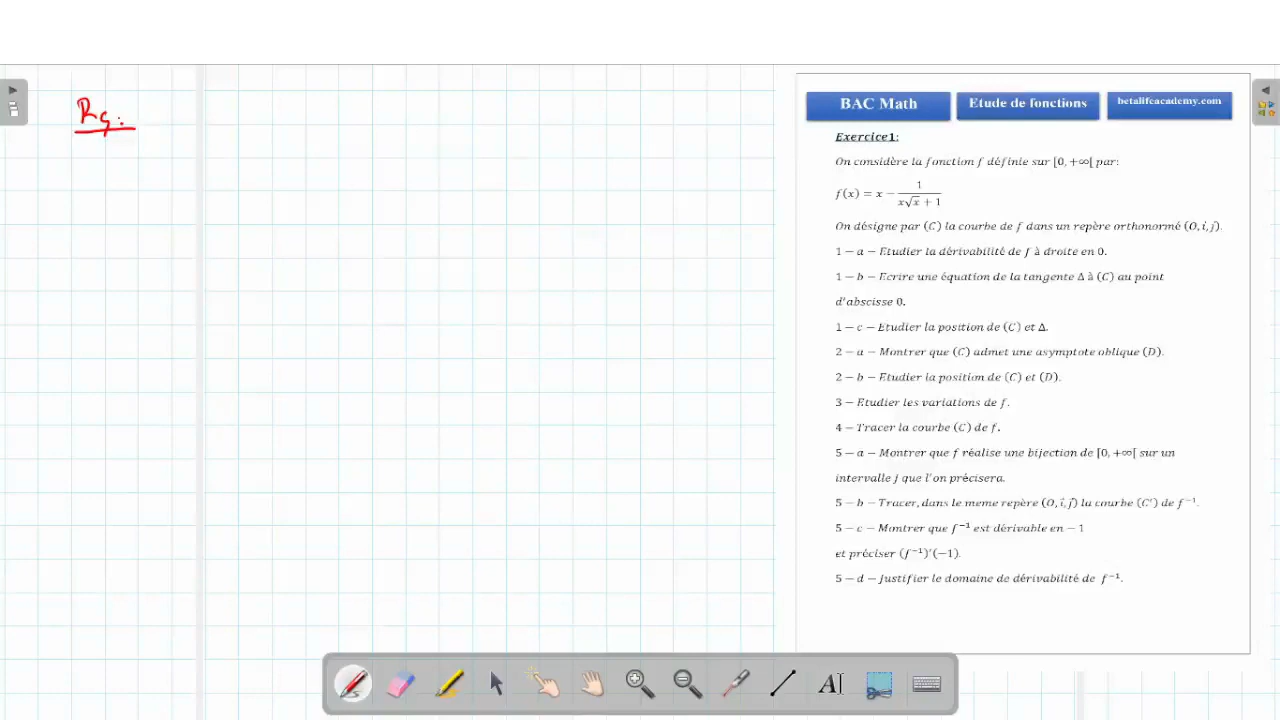 Rq:
BAC Math
Etude de fonctions
betalifeacademy.com
Exercice1:
On considère la fonction f définie sur [0, +∞[ par:
f(x) = x − 1/(x√x + 1)
On désigne par (C) la courbe de f dans un repère orthonormé (O, i, j).
1 − a − Etudier la dérivabilité de f à droite en 0.
1 − b − Ecrire une équation de la tangente Δ à (C) au point
d'abscisse 0.
1 − c − Etudier la position de (C) et Δ.
2 − a − Montrer que (C) admet une asymptote oblique (D).
2 − b − Etudier la position de (C) et (D).
3 − Etudier les variations de f.
4 − Tracer la courbe (C) de f.
5 − a − Montrer que f réalise une bijection de [0, +∞[ sur un
intervalle j que l'on précisera.
5 − b − Tracer, dans le meme repère (O, i⃗, j⃗) la courbe (C') de f⁻¹.
5 − c − Montrer que f⁻¹ est dérivable en − 1
et préciser (f⁻¹)'(−1).
5 − d − Justifier le domaine de dérivabilité de f⁻¹.